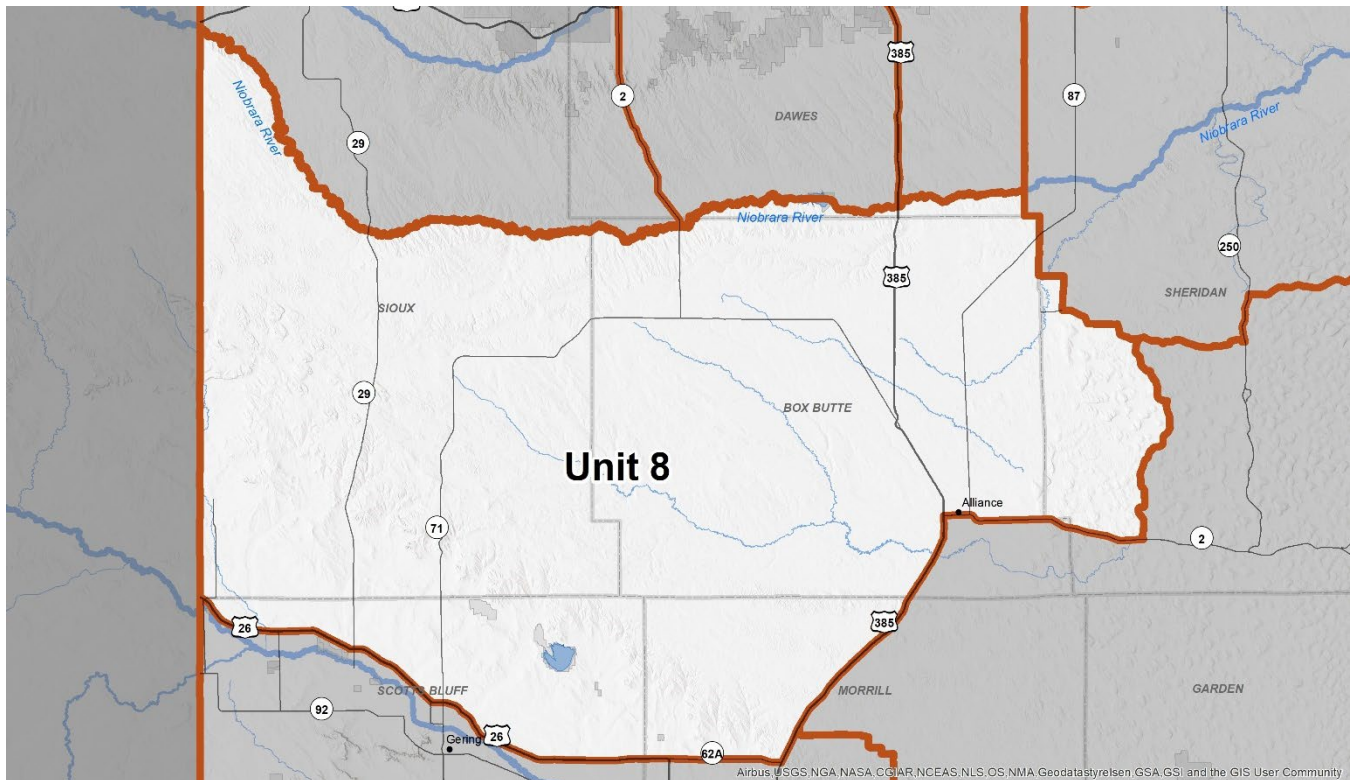 385
2
87
DAWES
Niobrara River
Niobrara River
29
Niobrara River
250
385
SHERIDAN
SIOUX
29
BOX BUTTE
Unit 8
Alliance
71
2
385
26
SCOTTS BLUFF
MORRILL
GARDEN
92
26
Gering
62A
Airbus,USGS,NGA,NASA,CGIAR,NCEAS,NLS,OS,NMA,Geodatastyrelsen,GSA,GSI and the GIS User Community